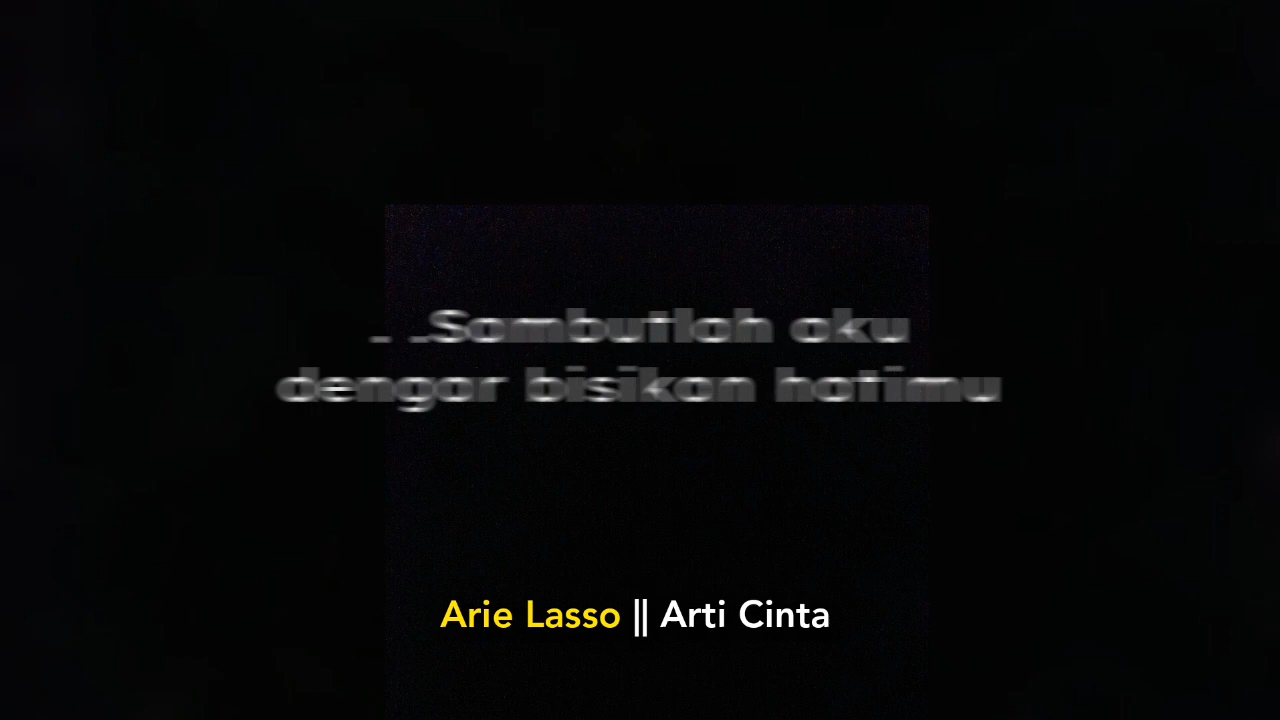 . .Sambutlah aku
dengar bisikan hatimu
Arie Lasso || Arti Cinta